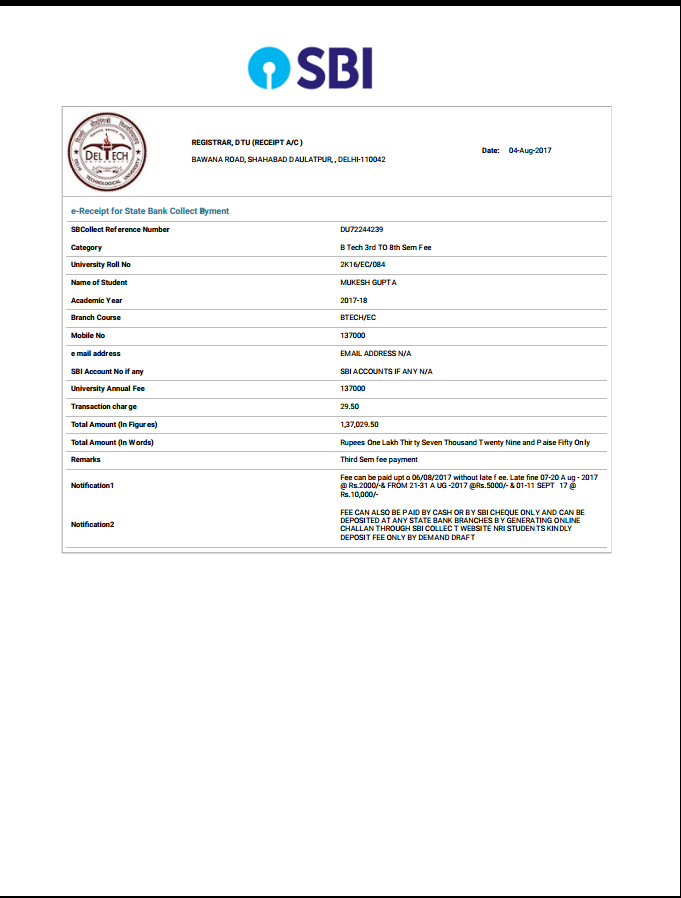 SBI
DELTECH
REGISTRAR, DTU (RECEIPT A/C )
BAWANA ROAD, SHAHABAD DAULATPUR, , DELHI-110042
Date: 04-Aug-2017
e-Receipt for State Bank Collect Payment
SBCollect Reference Number DU72244239
Category B Tech 3rd TO 8th Sem Fee
University Roll No 2K16/EC/084
Name of Student MUKESH GUPTA
Academic Year 2017-18
Branch Course BTECH/EC
Mobile No 137000
e mail address EMAIL ADDRESS N/A
SBI Account No if any SBI ACCOUNTS IF ANY N/A
University Annual Fee 137000
Transaction charge 29.50
Total Amount (In Figures) 1,37,029.50
Total Amount (In Words) Rupees One Lakh Thirty Seven Thousand Twenty Nine and Paise Fifty Only
Remarks Third Sem fee payment
Notification1
Fee can be paid upto 06/08/2017 without late fee. Late fine 07-20 Aug - 2017
@ Rs.2000/-& FROM 21-31 AUG -2017 @Rs.5000/- & 01-11 SEPT 17 @
Rs.10,000/-
Notification2
FEE CAN ALSO BE PAID BY CASH OR BY SBI CHEQUE ONLY AND CAN BE
DEPOSITED AT ANY STATE BANK BRANCHES BY GENERATING ONLINE
CHALLAN THROUGH SBI COLLECT WEBSITE NRI STUDENTS KINDLY
DEPOSIT FEE ONLY BY DEMAND DRAFT